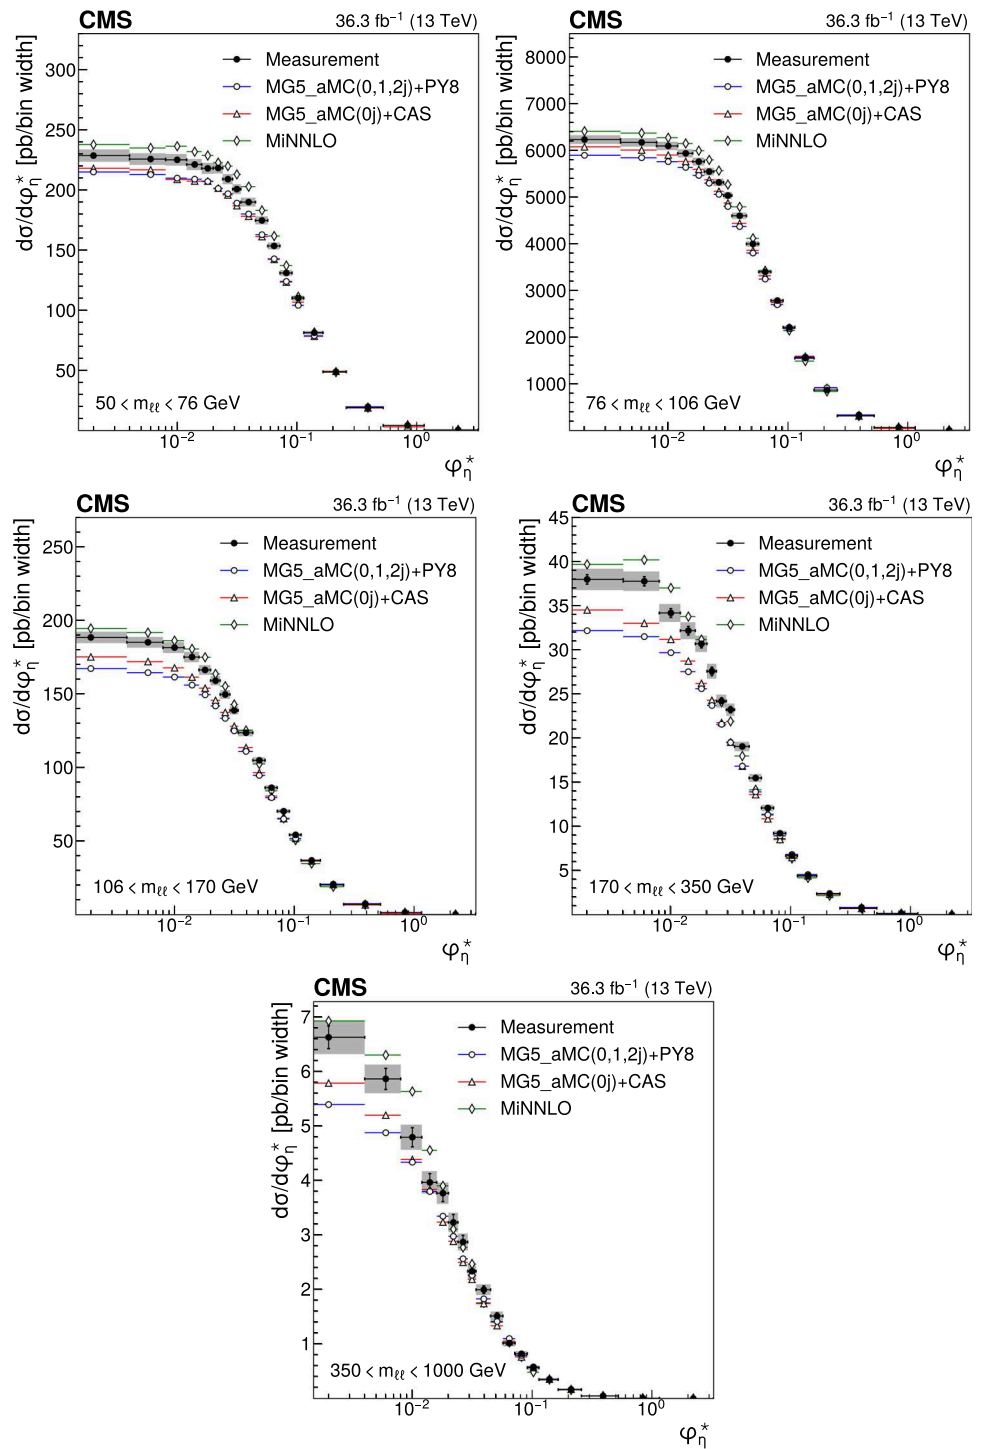 CMS 36.3 fb⁻¹ (13 TeV)
dσ/dφ*η [pb/bin width]
300
250
200
150
100
50
Measurement
MG5_aMC(0,1,2j)+PY8
MG5_aMC(0j)+CAS
MiNNLO
50 < mℓℓ < 76 GeV
10⁻² 10⁻¹ 10⁰
φ*η
CMS 36.3 fb⁻¹ (13 TeV)
dσ/dφ*η [pb/bin width]
8000
7000
6000
5000
4000
3000
2000
1000
Measurement
MG5_aMC(0,1,2j)+PY8
MG5_aMC(0j)+CAS
MiNNLO
76 < mℓℓ < 106 GeV
10⁻² 10⁻¹ 10⁰
φ*η
CMS 36.3 fb⁻¹ (13 TeV)
dσ/dφ*η [pb/bin width]
250
200
150
100
50
Measurement
MG5_aMC(0,1,2j)+PY8
MG5_aMC(0j)+CAS
MiNNLO
106 < mℓℓ < 170 GeV
10⁻² 10⁻¹ 10⁰
φ*η
CMS 36.3 fb⁻¹ (13 TeV)
dσ/dφ*η [pb/bin width]
45
40
35
30
25
20
15
10
5
Measurement
MG5_aMC(0,1,2j)+PY8
MG5_aMC(0j)+CAS
MiNNLO
170 < mℓℓ < 350 GeV
10⁻² 10⁻¹ 10⁰
φ*η
CMS 36.3 fb⁻¹ (13 TeV)
dσ/dφ*η [pb/bin width]
7
6
5
4
3
2
1
Measurement
MG5_aMC(0,1,2j)+PY8
MG5_aMC(0j)+CAS
MiNNLO
350 < mℓℓ < 1000 GeV
10⁻² 10⁻¹ 10⁰
φ*η